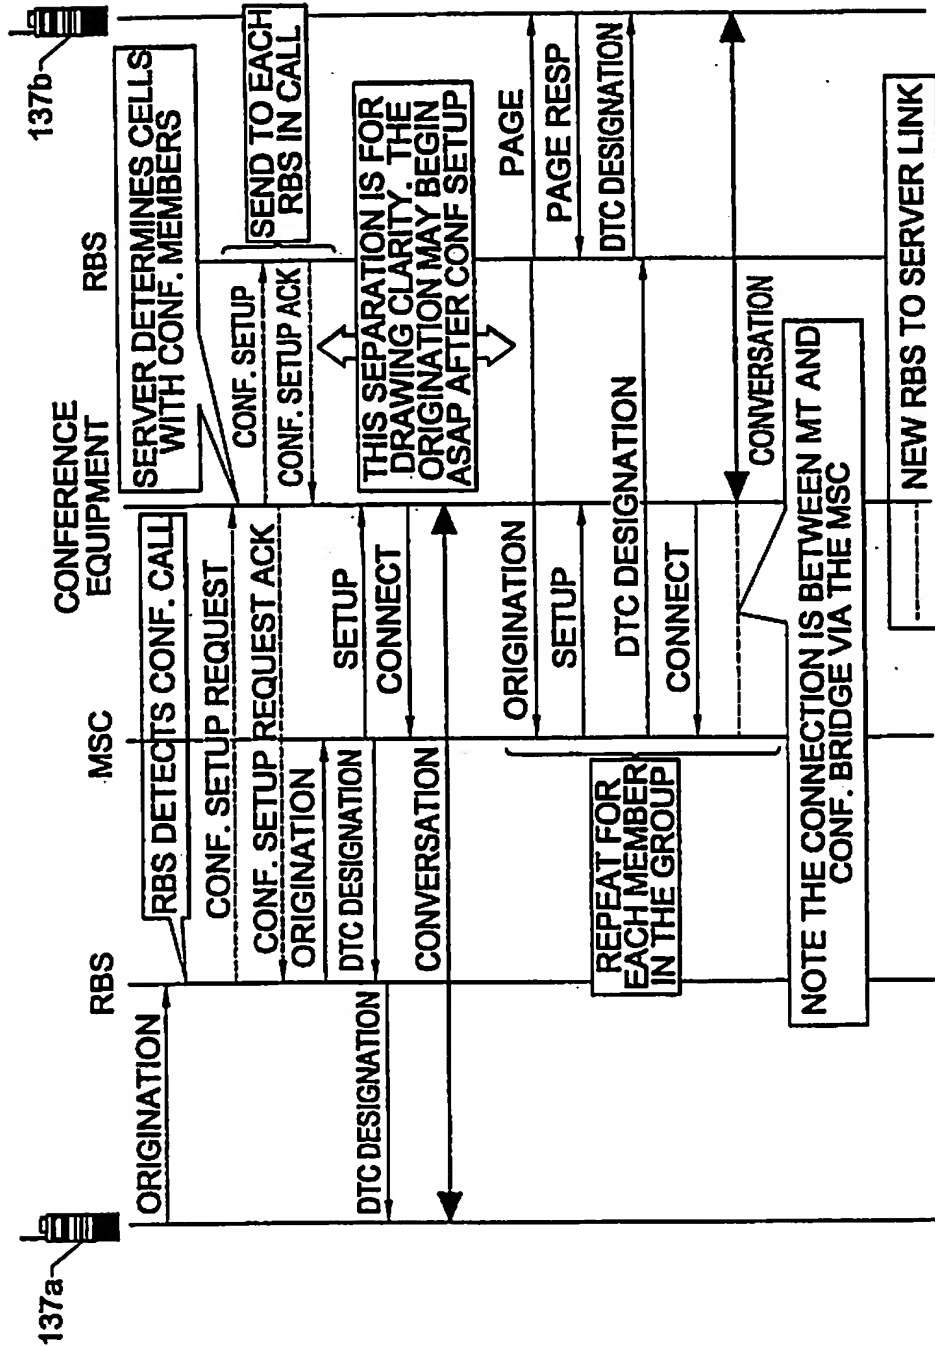 137a
137b
RBS
MSC
CONFERENCE
EQUIPMENT
RBS
ORIGINATION
RBS DETECTS CONF. CALL
SERVER DETERMINES CELLS
WITH CONF. MEMBERS
CONF. SETUP REQUEST
CONF. SETUP
SEND TO EACH
RBS IN CALL
CONF. SETUP REQUEST ACK
CONF. SETUP ACK
ORIGINATION
SETUP
DTC DESIGNATION
DTC DESIGNATION
CONNECT
THIS SEPARATION IS FOR
DRAWING CLARITY. THE
ORIGINATION MAY BEGIN
ASAP AFTER CONF SETUP
CONVERSATION
ORIGINATION
PAGE
SETUP
PAGE RESP
DTC DESIGNATION
DTC DESIGNATION
REPEAT FOR
EACH MEMBER
IN THE GROUP
CONNECT
CONVERSATION
NOTE THE CONNECTION IS BETWEEN MT AND
CONF. BRIDGE VIA THE MSC
NEW RBS TO SERVER LINK